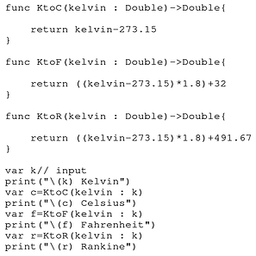 func KtoC(kelvin : Double)->Double{
return kelvin-273.15
}
func KtoF(kelvin : Double)->Double{
return ((kelvin-273.15)*1.8)+32
}
func KtoR(kelvin : Double)->Double{
return ((kelvin-273.15)*1.8)+491.67
}
var k// input
print("\(k) Kelvin")
var c=KtoC(kelvin : k)
print("\(c) Celsius")
var f=KtoF(kelvin : k)
print("\(f) Fahrenheit")
var r=KtoR(kelvin : k)
print("\(r) Rankine")